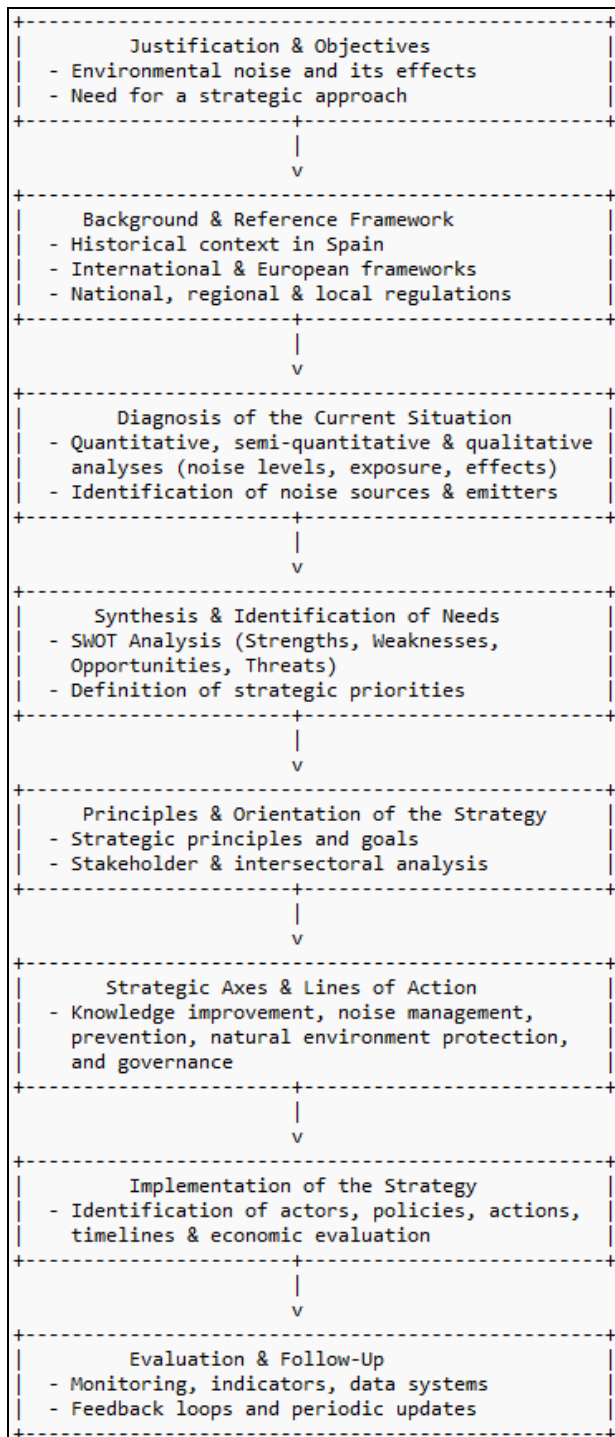 Justification & Objectives
- Environmental noise and its effects
- Need for a strategic approach
v
Background & Reference Framework
- Historical context in Spain
- International & European frameworks
- National, regional & local regulations
v
Diagnosis of the Current Situation
- Quantitative, semi-quantitative & qualitative
analyses (noise levels, exposure, effects)
- Identification of noise sources & emitters
v
Synthesis & Identification of Needs
- SWOT Analysis (Strengths, Weaknesses,
Opportunities, Threats)
- Definition of strategic priorities
v
Principles & Orientation of the Strategy
- Strategic principles and goals
- Stakeholder & intersectoral analysis
v
Strategic Axes & Lines of Action
- Knowledge improvement, noise management,
prevention, natural environment protection,
and governance
v
Implementation of the Strategy
- Identification of actors, policies, actions,
timelines & economic evaluation
v
Evaluation & Follow-Up
- Monitoring, indicators, data systems
- Feedback loops and periodic updates